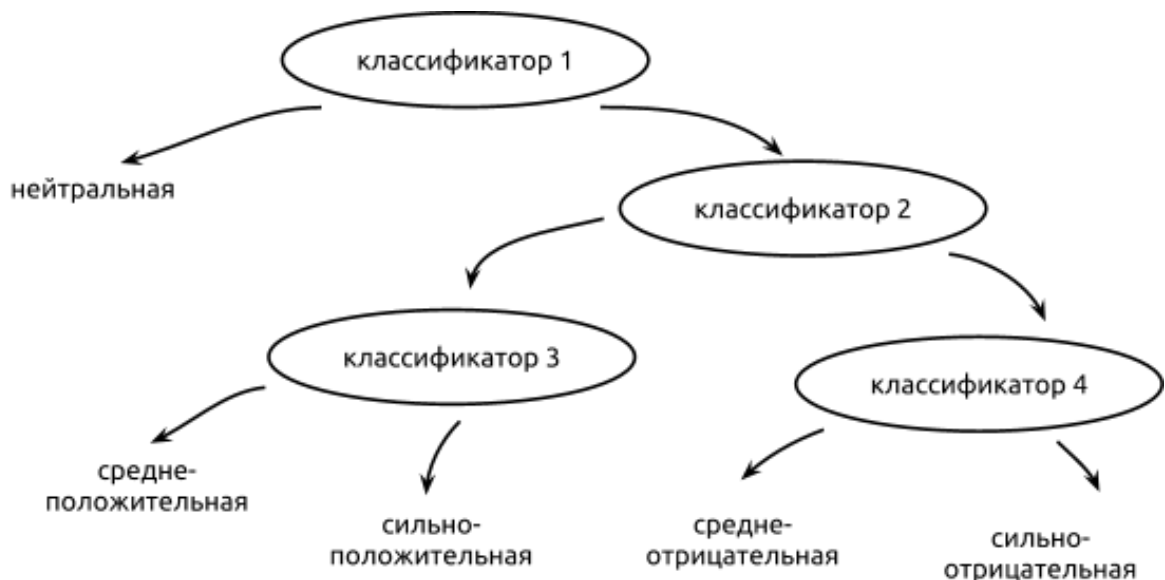 классификатор 1
нейтральная
классификатор 2
классификатор 3
классификатор 4
средне-
положительная
сильно-
положительная
средне-
отрицательная
сильно-
отрицательная